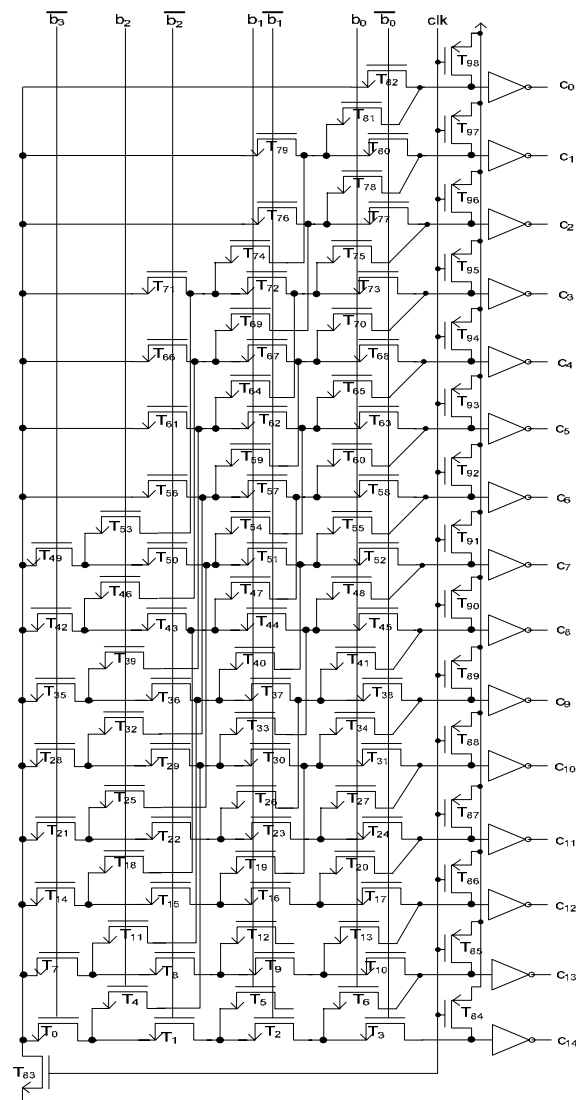 b3 b2 b2 b1 b1 b0 b0 clk
T98
T82 C0
T81 T97
T79 T80 C1
T78 T96
T76 T77 C2
T74 T75 T95
T71 T72 T73 C3
T69 T70 T94
T66 T67 T68 C4
T64 T65 T93
T61 T62 T63 C5
T59 T60 T92
T56 T57 T58 C6
T53 T54 T55 T91
T49 T50 T51 T52 C7
T46 T47 T48 T90
T42 T43 T44 T45 C8
T39 T40 T41 T89
T35 T36 T37 T38 C9
T32 T33 T34 T88
T28 T29 T30 T31 C10
T25 T26 T27 T87
T21 T22 T23 T24 C11
T18 T19 T20 T86
T14 T15 T16 T17 C12
T11 T12 T13 T85
T7 T8 T9 T10 C13
T4 T5 T6 T84
T0 T1 T2 T3 C14
T83